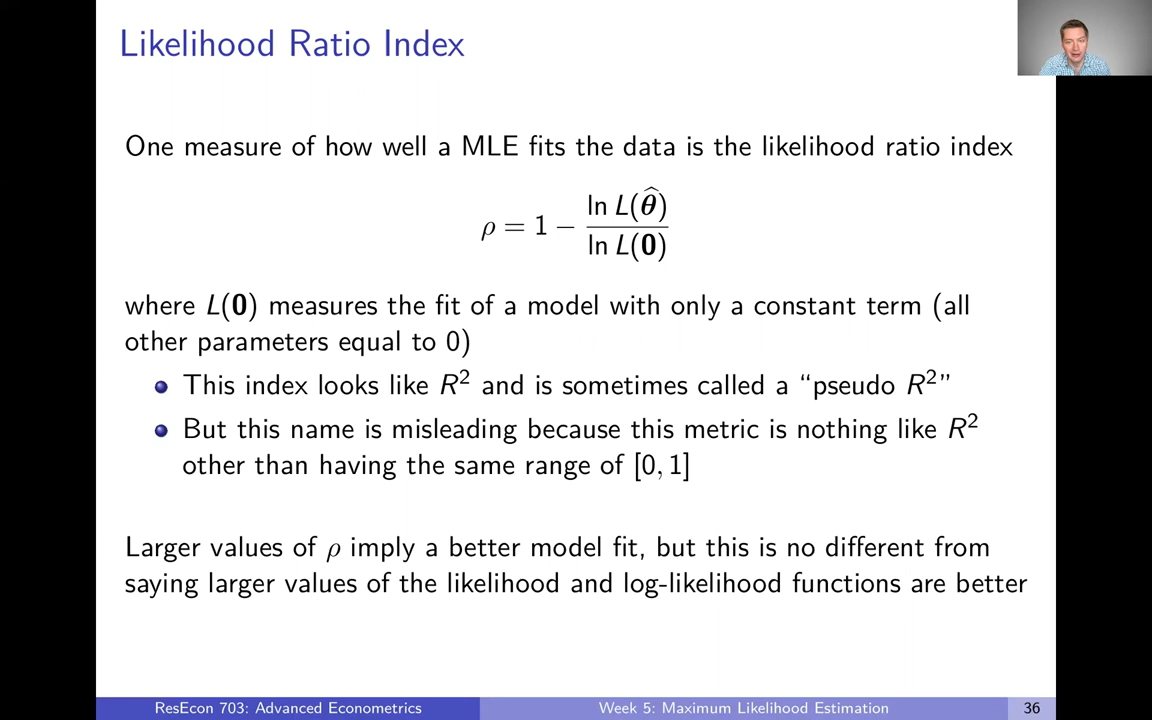 Likelihood Ratio Index
One measure of how well a MLE fits the data is the likelihood ratio index
ρ = 1 − ln L(θ̂) / ln L(0)
where L(0) measures the fit of a model with only a constant term (all
other parameters equal to 0)
This index looks like R² and is sometimes called a “pseudo R²”
But this name is misleading because this metric is nothing like R²
other than having the same range of [0, 1]
Larger values of ρ imply a better model fit, but this is no different from
saying larger values of the likelihood and log-likelihood functions are better
ResEcon 703: Advanced Econometrics Week 5: Maximum Likelihood Estimation 36